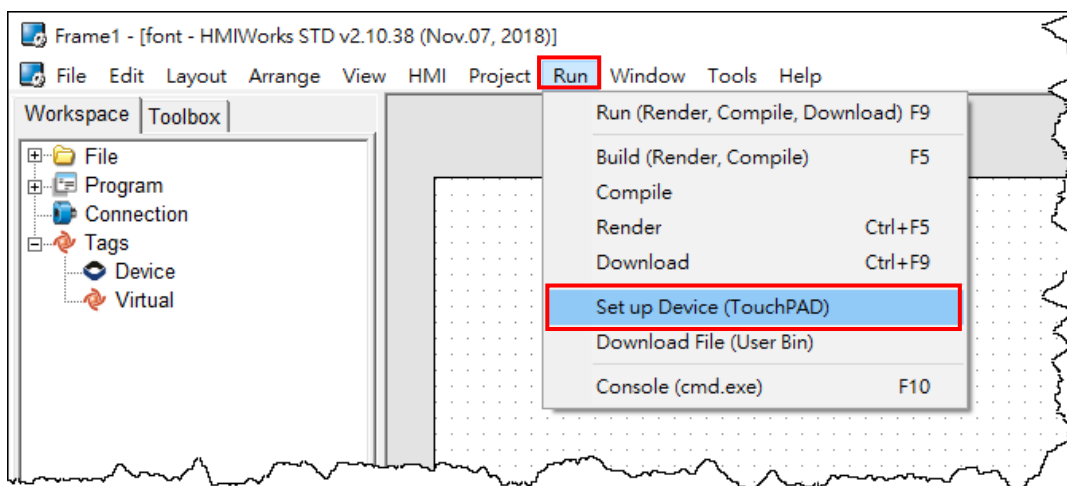 Frame1 - [font - HMIWorks STD v2.10.38 (Nov.07, 2018)]
File Edit Layout Arrange View HMI Project Run Window Tools Help
Workspace Toolbox
File
Program
Connection
Tags
Device
Virtual
Run (Render, Compile, Download) F9
Build (Render, Compile) F5
Compile
Render Ctrl+F5
Download Ctrl+F9
Set up Device (TouchPAD)
Download File (User Bin)
Console (cmd.exe) F10